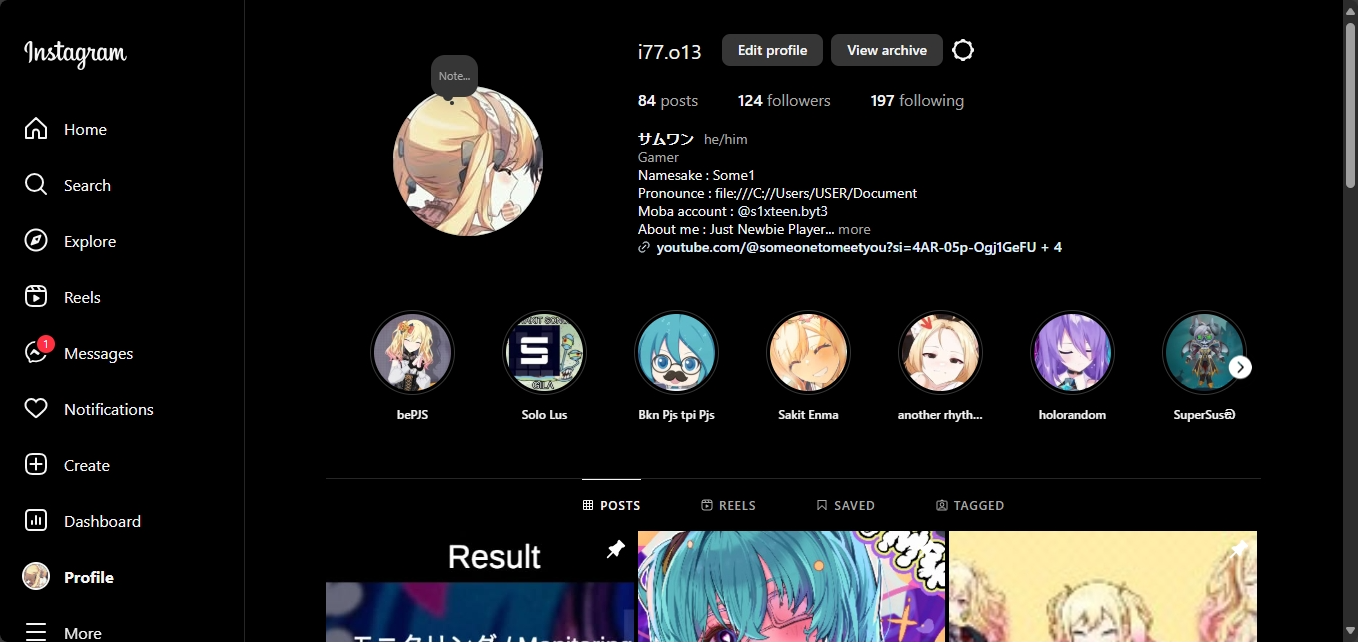 Instagram
Home
Search
Explore
Reels
1
Messages
Notifications
Create
Dashboard
Profile
More
Note...
i77.o13
Edit profile
View archive
84 posts
124 followers
197 following
サムワン he/him
Gamer
Namesake : Some1
Pronounce : file:///C://Users/USER/Document
Moba account : @s1xteen.byt3
About me : Just Newbie Player... more
youtube.com/@someonetomeetyou?si=4AR-05p-Ogj1GeFU + 4
S
GILA
bePJS
Solo Lus
Bkn Pjs tpi Pjs
Sakit Enma
another rhyth...
holorandom
POSTS
REELS
SAVED
TAGGED
Result
モニタリング / Monitoring